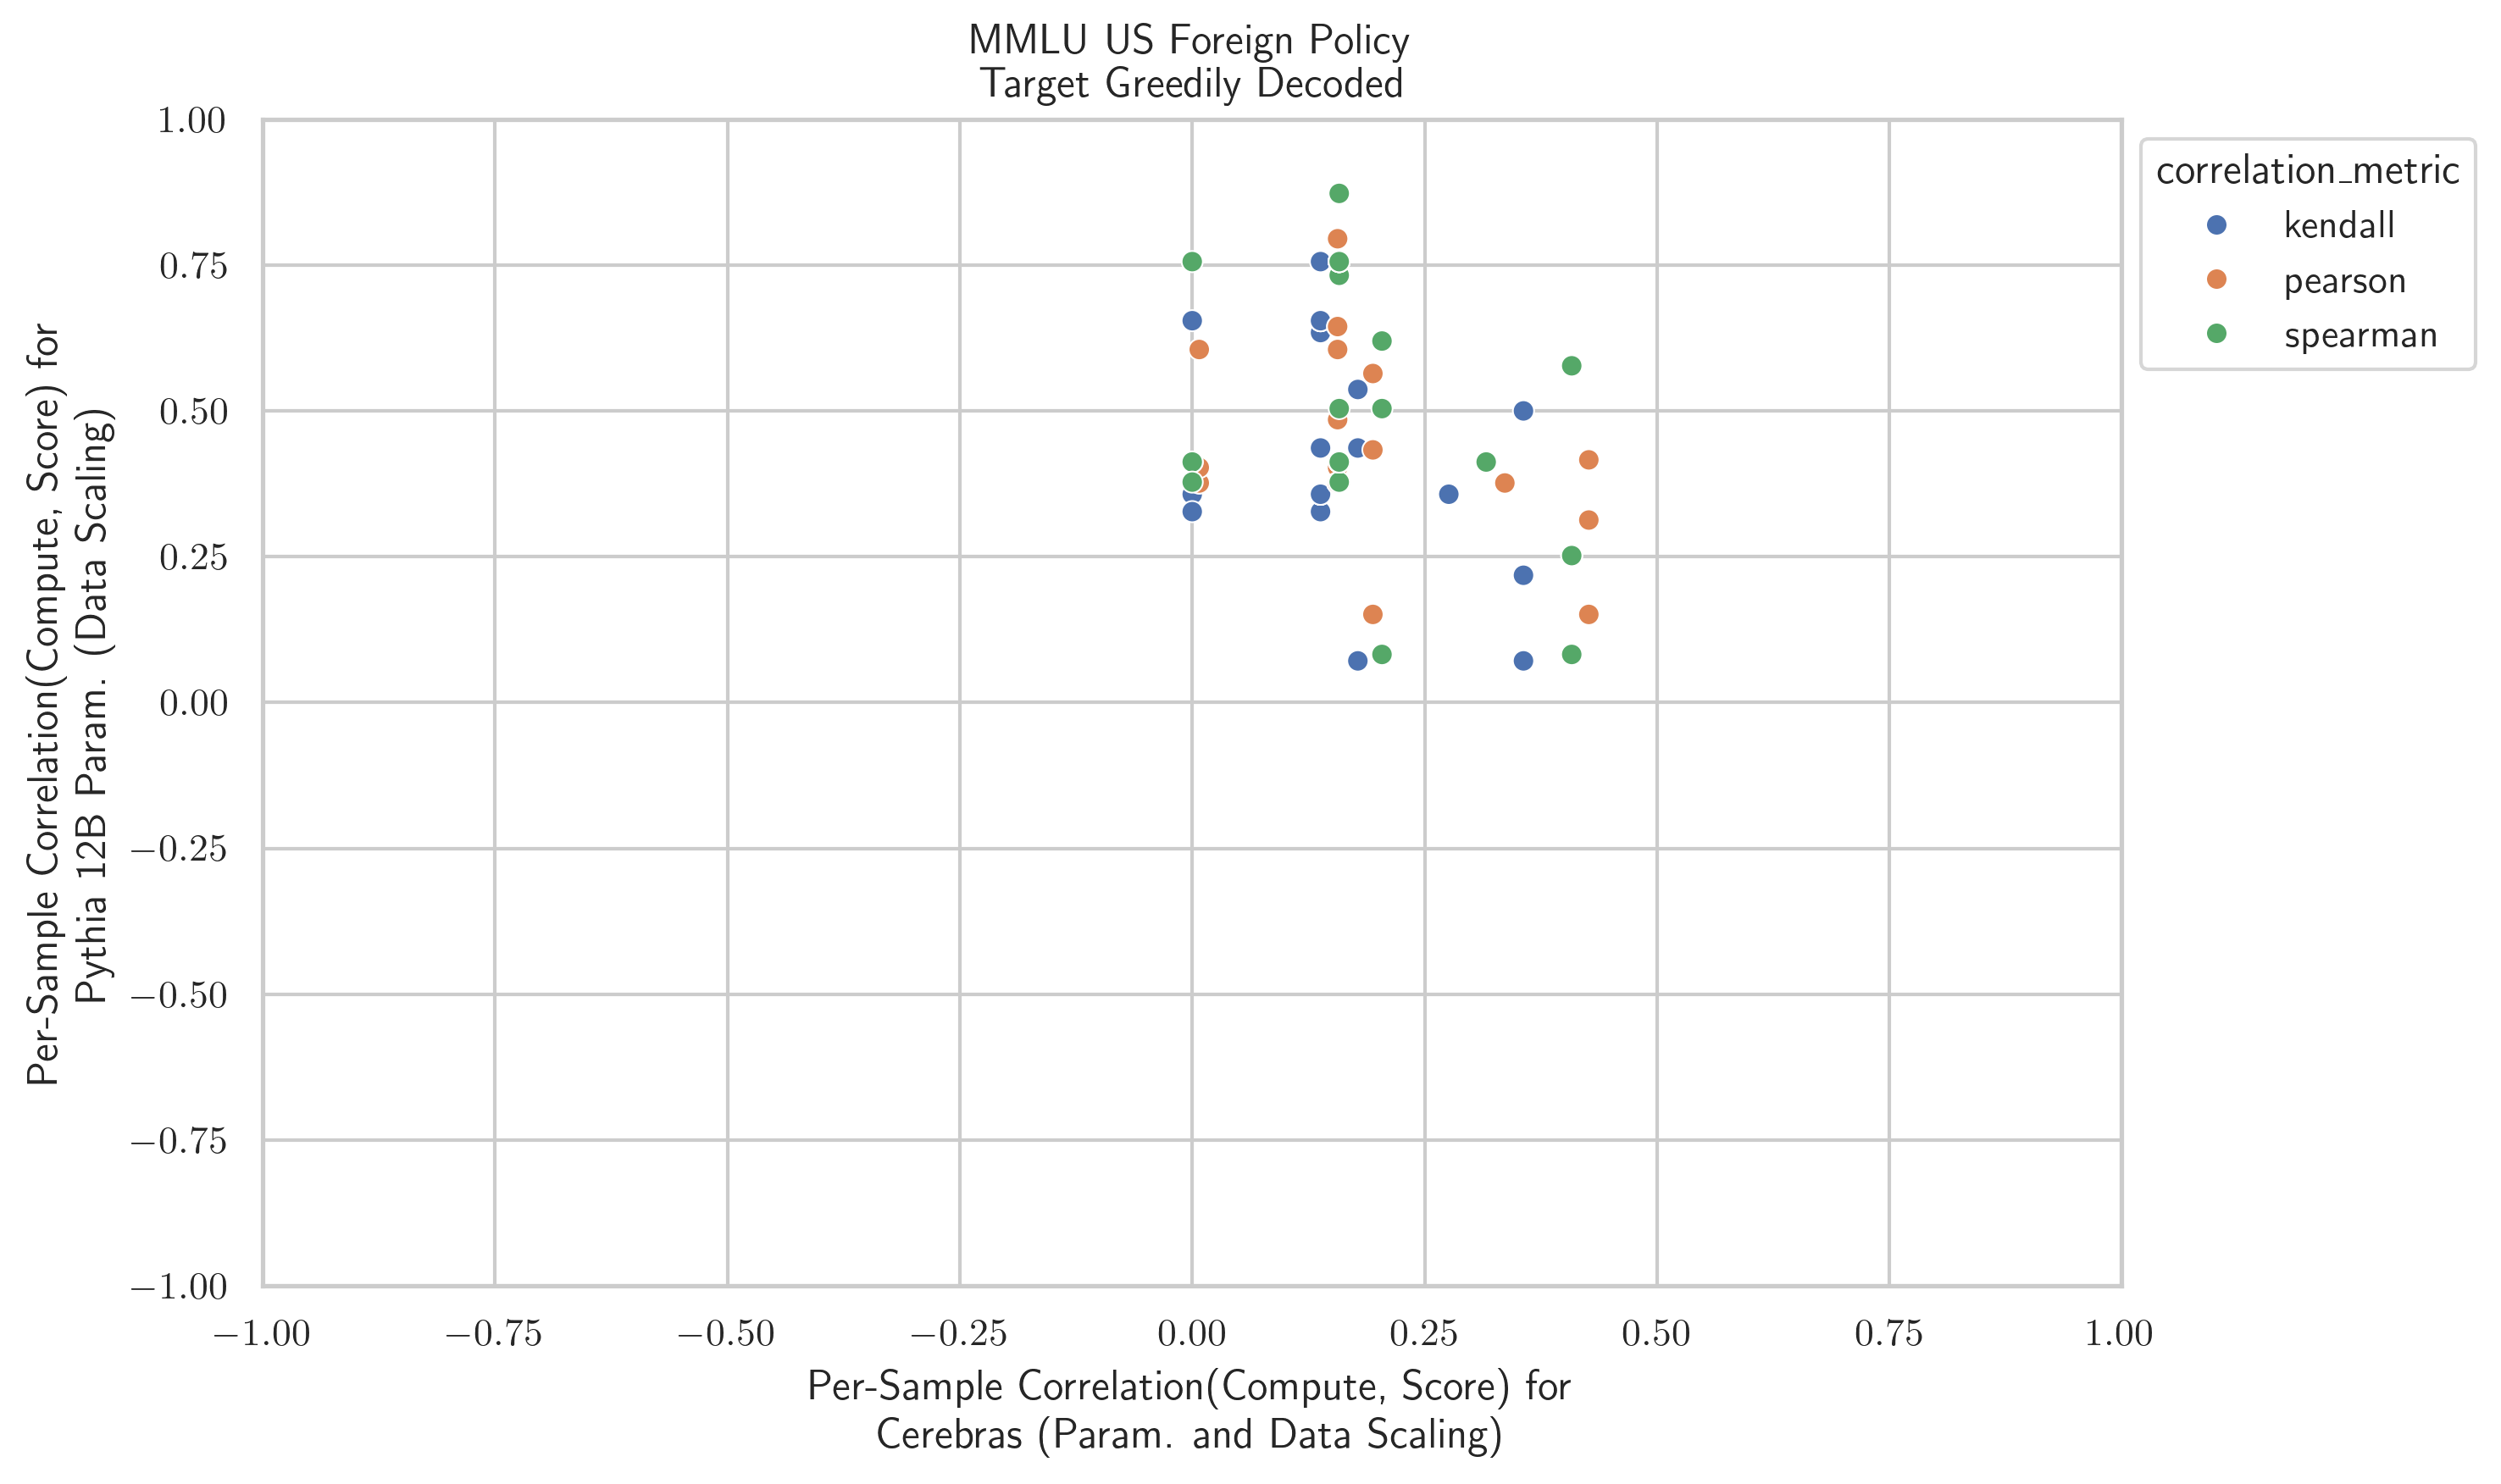 MMLU US Foreign Policy
Target Greedily Decoded
Per-Sample Correlation(Compute, Score) for
Pythia 12B Param. (Data Scaling)
1.00
0.75
0.50
0.25
0.00
−0.25
−0.50
−0.75
−1.00
−1.00 −0.75 −0.50 −0.25 0.00 0.25 0.50 0.75 1.00
Per-Sample Correlation(Compute, Score) for
Cerebras (Param. and Data Scaling)
correlation_metric
kendall
pearson
spearman